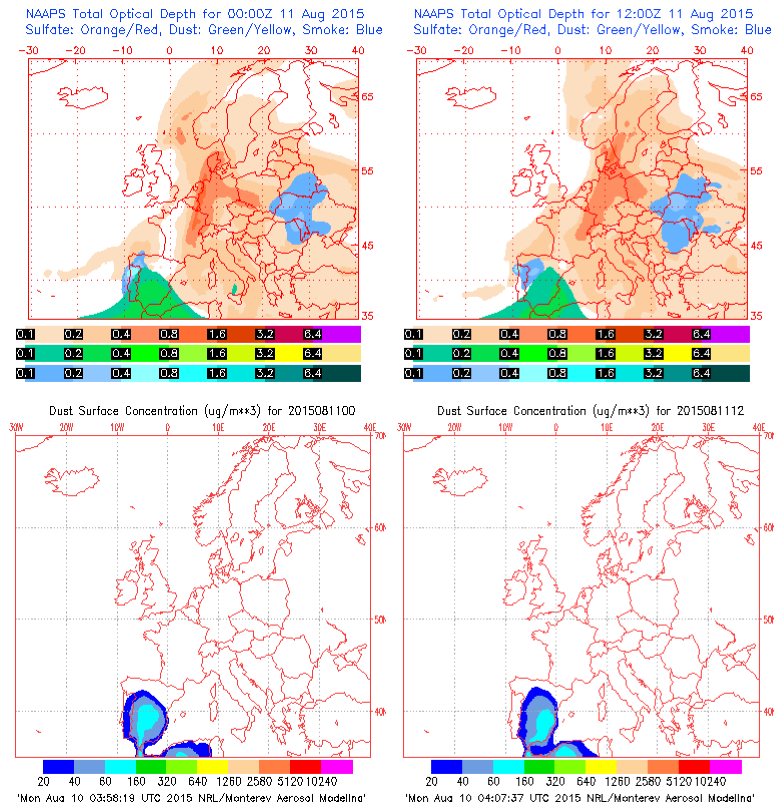 NAAPS Total Optical Depth for 00:00Z 11 Aug 2015
Sulfate: Orange/Red, Dust: Green/Yellow, Smoke: Blue
-30 -20 -10 0 10 20 30 40
65
55
45
35
0.1 0.2 0.4 0.8 1.6 3.2 6.4
0.1 0.2 0.4 0.8 1.6 3.2 6.4
0.1 0.2 0.4 0.8 1.6 3.2 6.4
NAAPS Total Optical Depth for 12:00Z 11 Aug 2015
Sulfate: Orange/Red, Dust: Green/Yellow, Smoke: Blue
-30 -20 -10 0 10 20 30 40
65
55
45
35
0.1 0.2 0.4 0.8 1.6 3.2 6.4
0.1 0.2 0.4 0.8 1.6 3.2 6.4
0.1 0.2 0.4 0.8 1.6 3.2 6.4
Dust Surface Concentration (ug/m**3) for 2015081100
30W 20W 10W 0 10E 20E 30E 40E
70N
60N
50N
40N
20 40 80 160 320 640 1280 2560 5120 10240
'Mon Aug 10 03:58:19 UTC 2015 NRL/Monterey Aerosol Modeling'
Dust Surface Concentration (ug/m**3) for 2015081112
30W 20W 10W 0 10E 20E 30E 40E
70N
60N
50N
40N
20 40 80 160 320 640 1280 2560 5120 10240
'Mon Aug 10 04:07:37 UTC 2015 NRL/Monterey Aerosol Modeling'